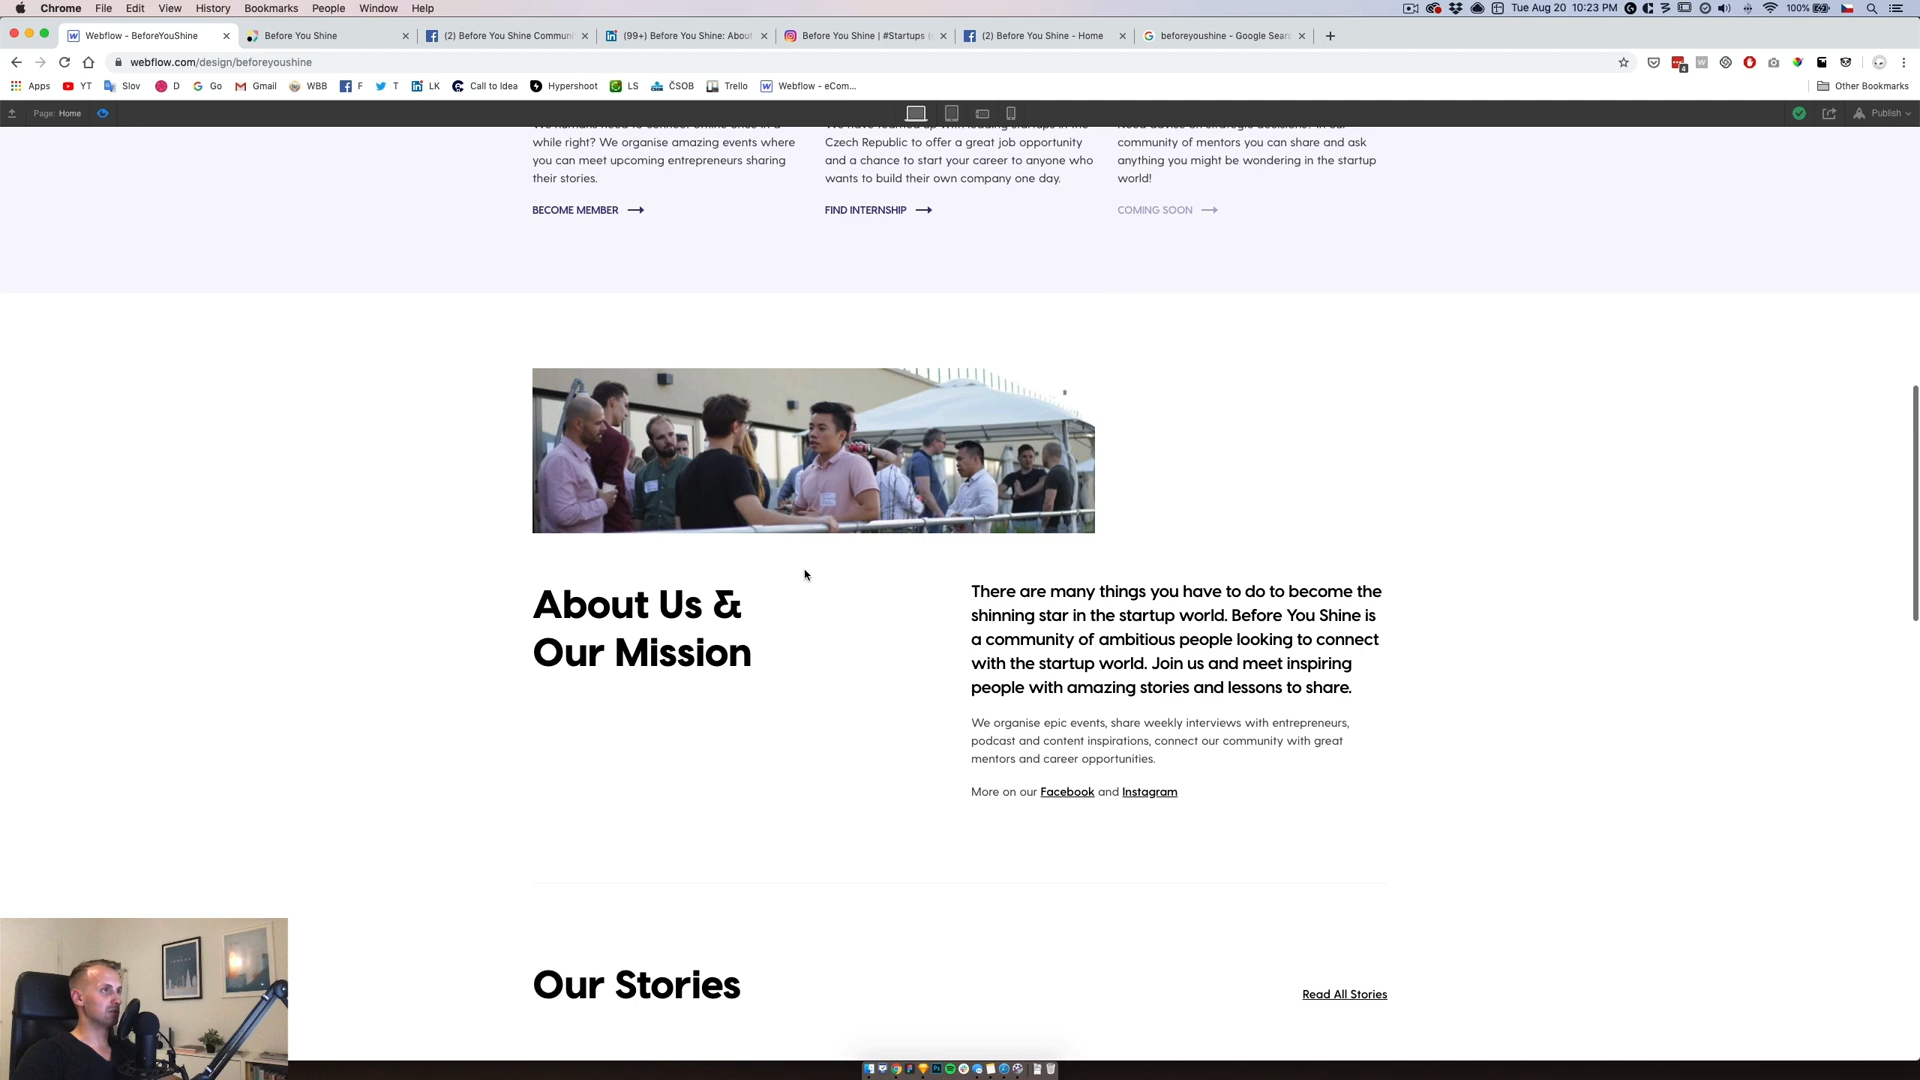 Chrome File Edit View History Bookmarks People Window Help
Tue Aug 20 10:23 PM
100%
Webflow - BeforeYouShine
Before You Shine
(2) Before You Shine Communi
(99+) Before You Shine: About
Before You Shine | #Startups
(2) Before You Shine - Home
beforeyoushine - Google Searc
webflow.com/design/beforeyoushine
Apps YT Slov D Go Gmail WBB F T LK Call to Idea Hypershoot LS ČSOB Trello Webflow - eCom...
Other Bookmarks
Page: Home
Publish
while right? We organise amazing events where
you can meet upcoming entrepreneurs sharing
their stories.
BECOME MEMBER
Czech Republic to offer a great job opportunity
and a chance to start your career to anyone who
wants to build their own company one day.
FIND INTERNSHIP
community of mentors you can share and ask
anything you might be wondering in the startup
world!
COMING SOON
About Us &
Our Mission
There are many things you have to do to become the
shinning star in the startup world. Before You Shine is
a community of ambitious people looking to connect
with the startup world. Join us and meet inspiring
people with amazing stories and lessons to share.
We organise epic events, share weekly interviews with entrepreneurs,
podcast and content inspirations, connect our community with great
mentors and career opportunities.
More on our Facebook and Instagram
Our Stories
Read All Stories